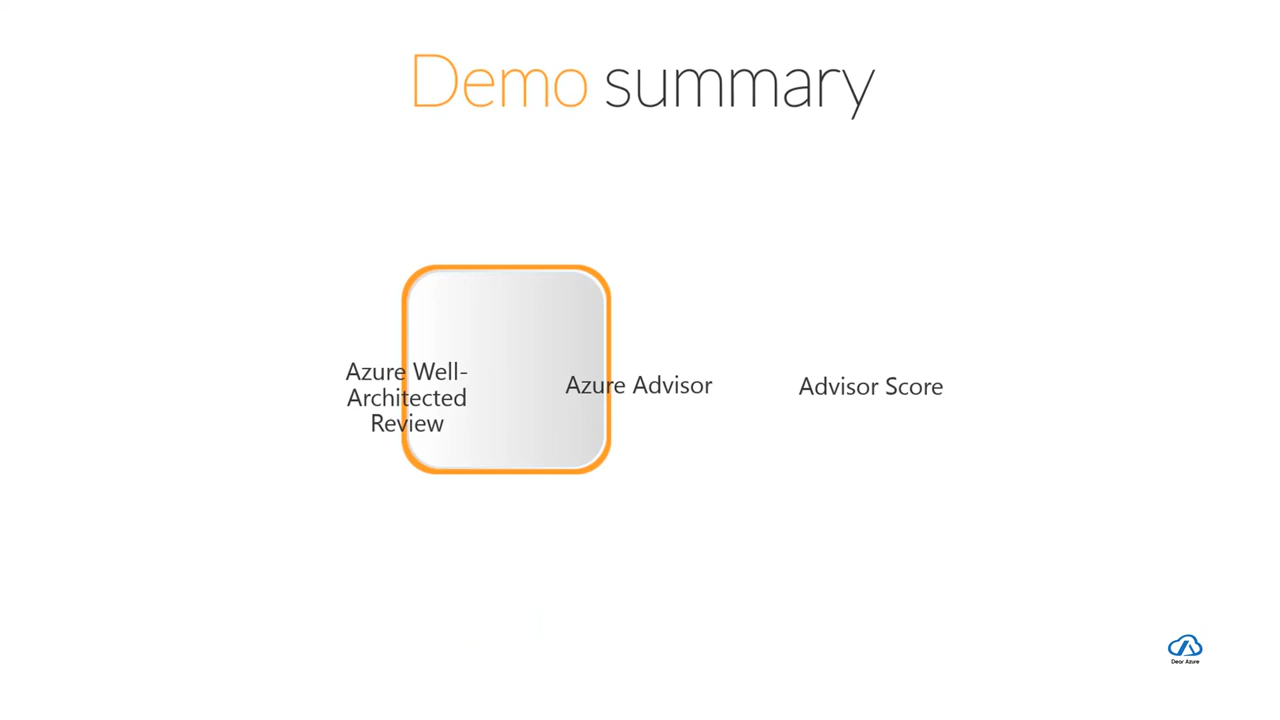 Demo summary
Azure Well-
Architected
Review
Azure Advisor
Advisor Score
Dear Azure